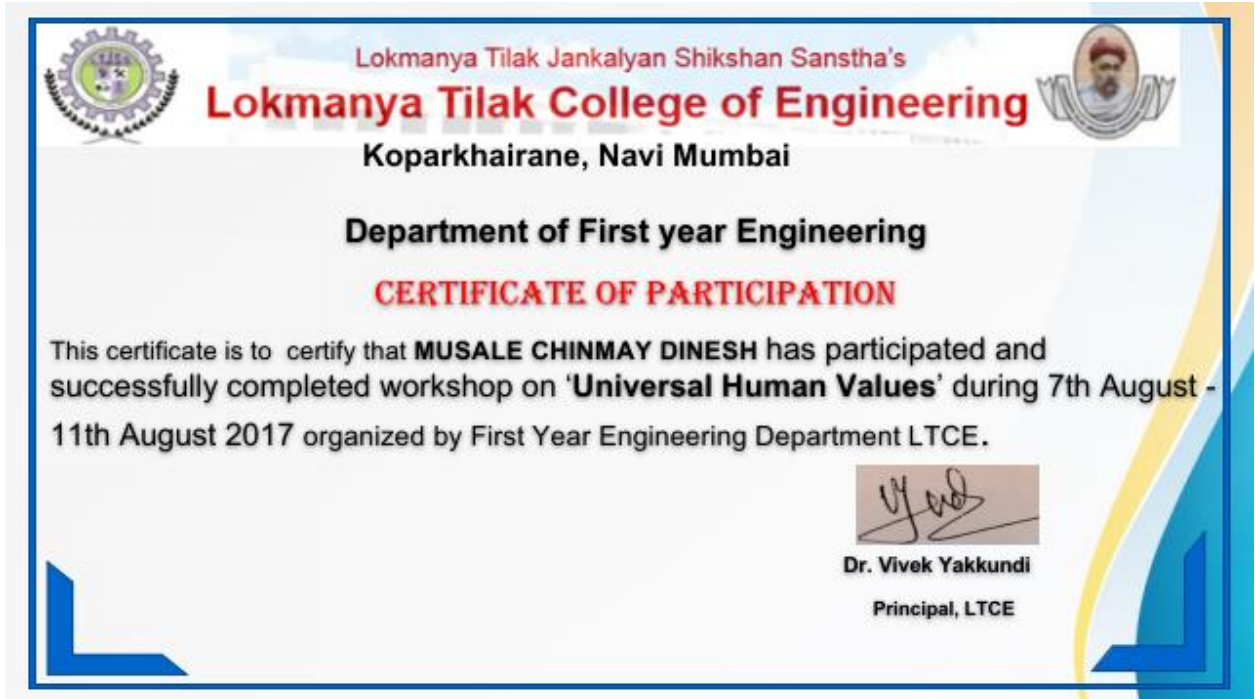 Lokmanya Tilak Jankalyan Shikshan Sanstha's
Lokmanya Tilak College of Engineering
Koparkhairane, Navi Mumbai
Department of First year Engineering
CERTIFICATE OF PARTICIPATION
This certificate is to certify that MUSALE CHINMAY DINESH has participated and
successfully completed workshop on ‘Universal Human Values’ during 7th August -
11th August 2017 organized by First Year Engineering Department LTCE.
Dr. Vivek Yakkundi
Principal, LTCE